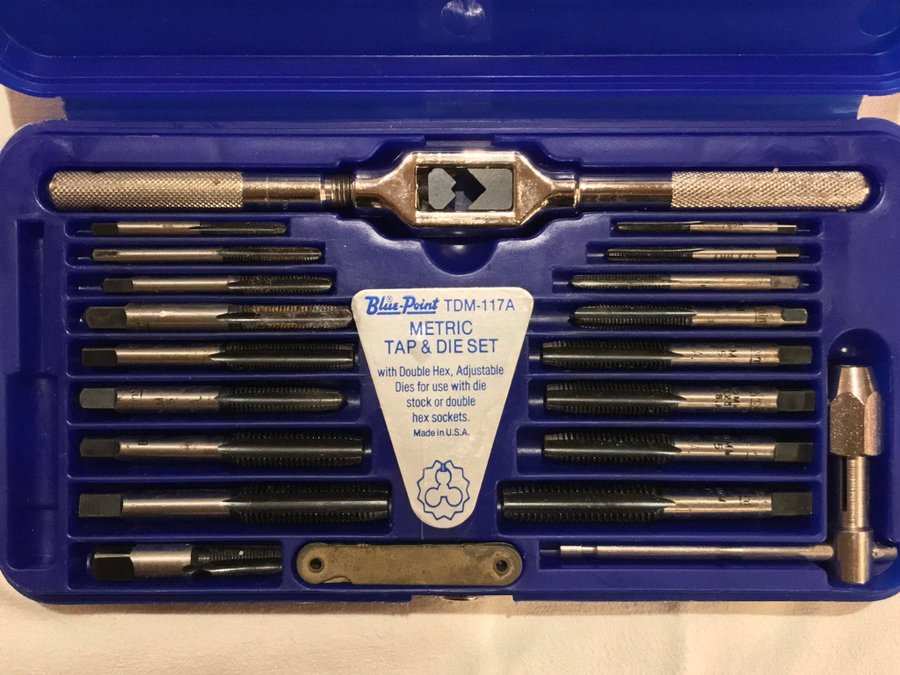 Blue-Point TDM-117A
METRIC
TAP & DIE SET
with Double Hex, Adjustable
Dies for use with die
stock or double
hex sockets.
Made in U.S.A.